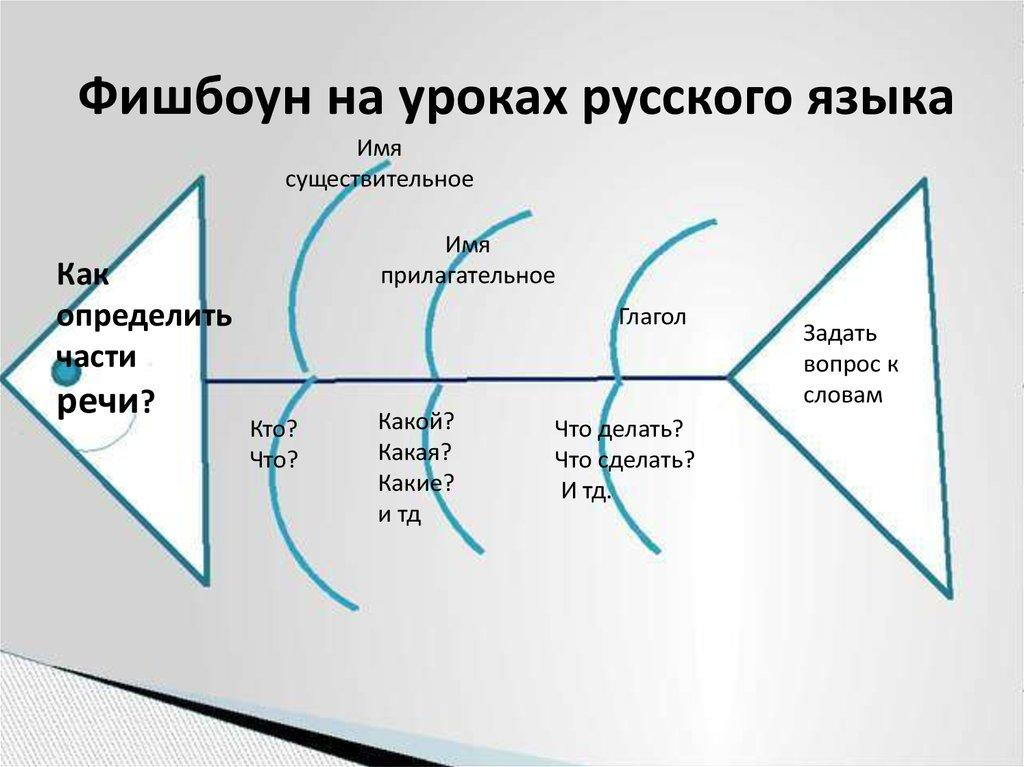 Фишбоун на уроках русского языка
Имя
существительное
Имя
прилагательное
Глагол
Как
определить
части
речи?
Задать
вопрос к
словам
Кто?
Что?
Какой?
Какая?
Какие?
и тд
Что делать?
Что сделать?
И тд.